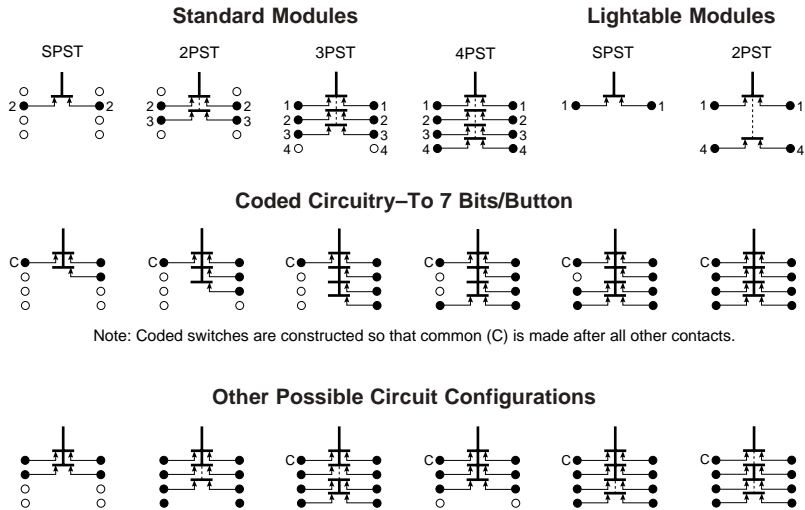 Standard Modules
Lightable Modules
SPST
2PST
3PST
4PST
SPST
2PST
2 2
2 2
3 3
1 1
2 2
3 3
4 4
1 1
2 2
3 3
4 4
1 1
1 1
4 4
Coded Circuitry–To 7 Bits/Button
C
C
C
C
C
C
Note: Coded switches are constructed so that common (C) is made after all other contacts.
Other Possible Circuit Configurations
C
C
C
C